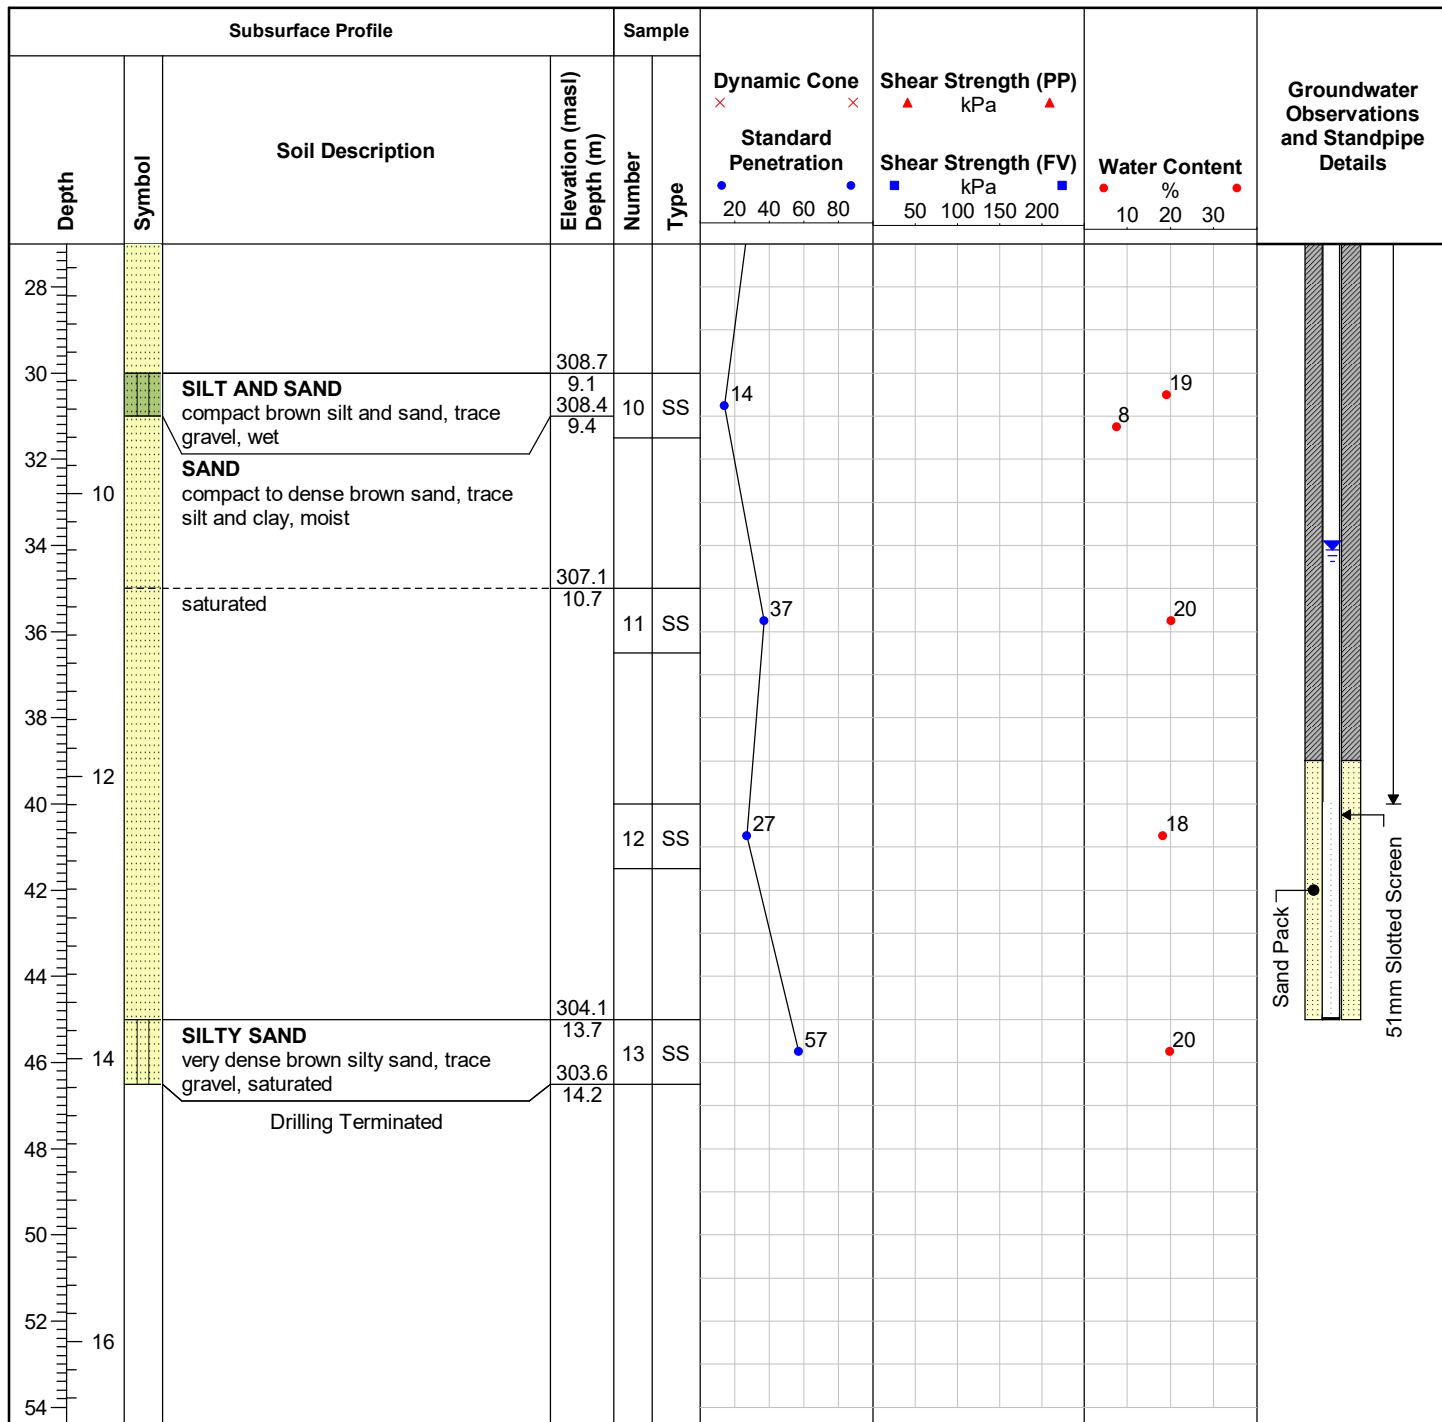 Subsurface Profile
Sample
Depth
Symbol
Soil Description
Elevation (masl)
Depth (m)
Number
Type
Dynamic Cone
Standard
Penetration
20 40 60 80
Shear Strength (PP)
kPa
Shear Strength (FV)
kPa
50 100 150 200
Water Content
%
10 20 30
Groundwater
Observations
and Standpipe
Details
28
308.7
30
SILT AND SAND
compact brown silt and sand, trace
gravel, wet
9.1
308.4
9.4
10 SS
14
19
8
32
SAND
compact to dense brown sand, trace
silt and clay, moist
10
34
307.1
10.7
saturated
11 SS
37
20
36
38
12
40
12 SS
27
18
42
Sand Pack
51mm Slotted Screen
44
304.1
13.7
SILTY SAND
very dense brown silty sand, trace
gravel, saturated
13 SS
57
20
46
14
303.6
14.2
Drilling Terminated
48
50
52
16
54